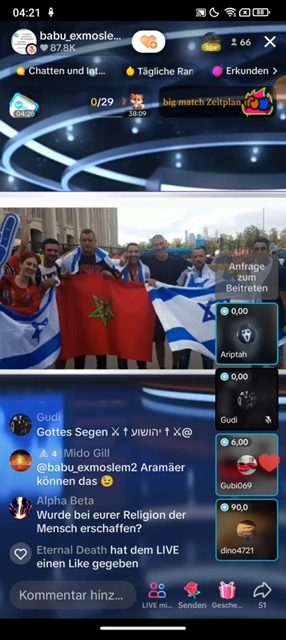 04:21
88
babu_exmosle...
87.8K
66
Chatten und Int...
Tägliche Ran
Erkunden
04:28
0/29
38:09
big match Zeitplan
Anfrage
zum
Beitreten
0,00
Ariptah
0,00
Gudi
6,00
Gubi069
90,0
dino4721
Gudi
Gottes Segen ⚔ ✝ יהושוע ✝ ⚔@
4 Mido Gill
@babu_exmoslem2 Aramäer
können das 😉
Alpha Beta
Wurde bei eurer Religion der
Mensch erschaffen?
Eternal Death hat dem LIVE
einen Like gegeben
Kommentar hinz...
LIVE mi...
Senden
Gesche...
51